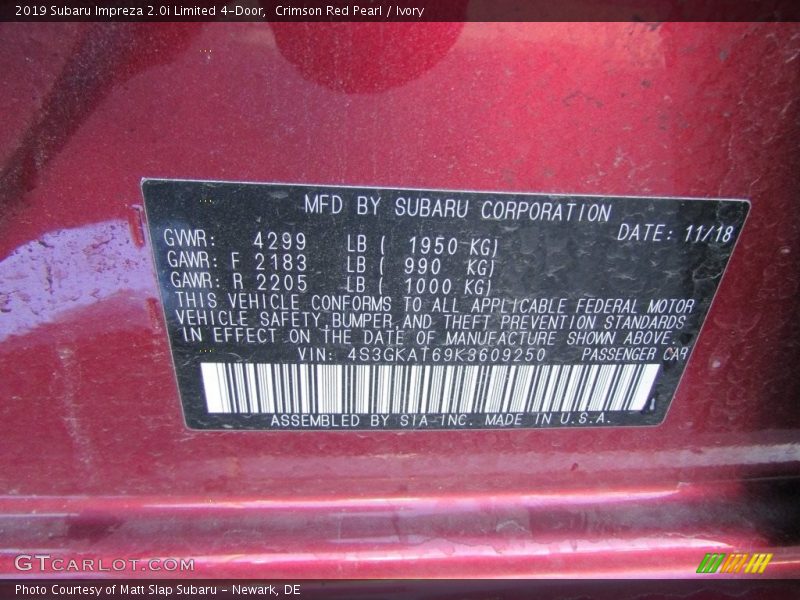 2019 Subaru Impreza 2.0i Limited 4-Door, Crimson Red Pearl / Ivory
MFD BY SUBARU CORPORATION
DATE: 11/18
GVWR: 4299 LB ( 1950 KG)
GAWR: F 2183 LB ( 990 KG)
GAWR: R 2205 LB ( 1000 KG)
THIS VEHICLE CONFORMS TO ALL APPLICABLE FEDERAL MOTOR
VEHICLE SAFETY,BUMPER,AND THEFT PREVENTION STANDARDS
IN EFFECT ON THE DATE OF MANUFACTURE SHOWN ABOVE.
VIN: 4S3GKAT69K3609250 PASSENGER CAR
ASSEMBLED BY SIA-INC. MADE IN U.S.A.
GTCARLOT.COM
Photo Courtesy of Matt Slap Subaru - Newark, DE